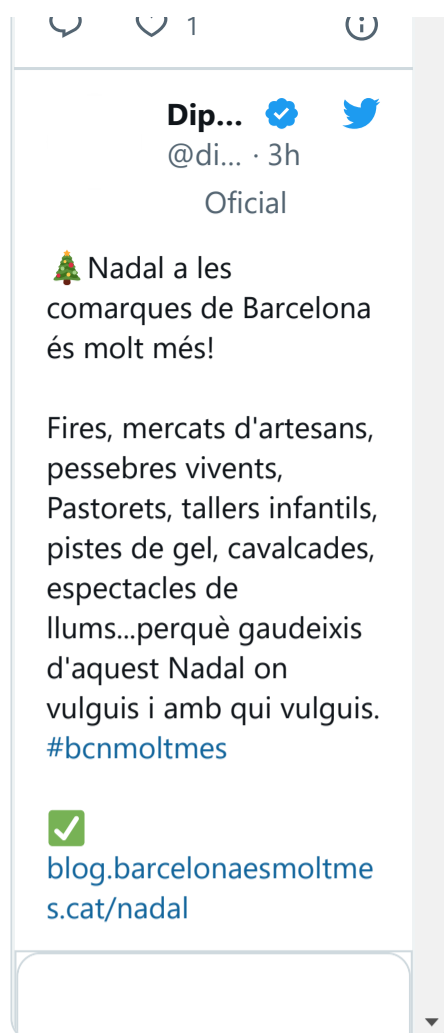 1
Dip...
@di... · 3h
Oficial
🎄Nadal a les
comarques de Barcelona
és molt més!
Fires, mercats d'artesans,
pessebres vivents,
Pastorets, tallers infantils,
pistes de gel, cavalcades,
espectacles de
llums...perquè gaudeixis
d'aquest Nadal on
vulguis i amb qui vulguis.
#bcnmoltmes
✅
blog.barcelonaesmoltme
s.cat/nadal